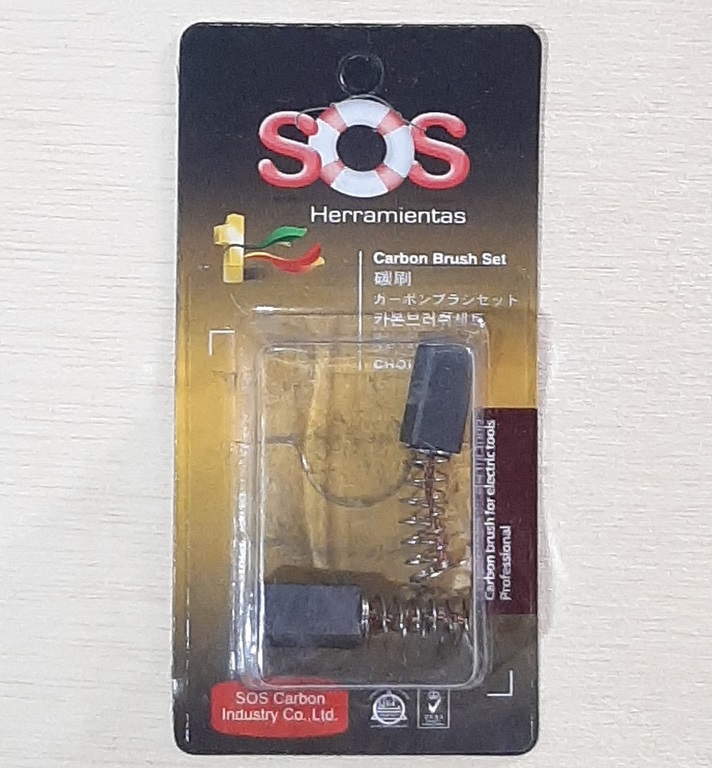 SOS
Herramientas
Carbon Brush Set
碳刷
カーボンブラシセット
카본브러쉬세트
Carbon brush for electric tools
Professional
SOS Carbon
Industry Co.,Ltd.